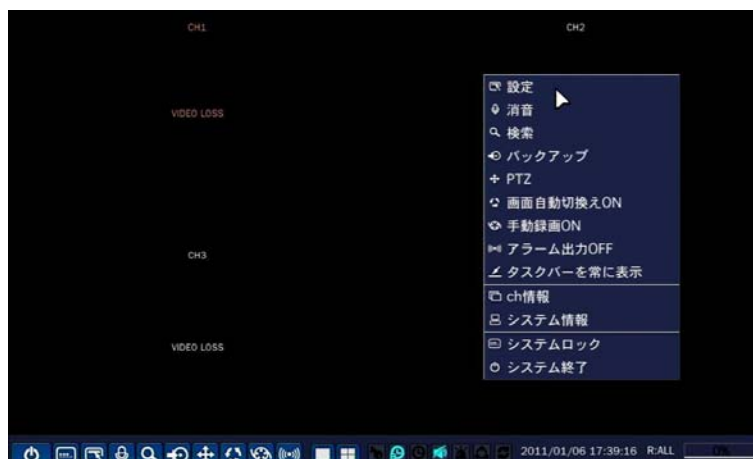 CH1
CH2
VIDEO LOSS
設定
消音
検索
バックアップ
PTZ
画面自動切換えON
手動録画ON
アラーム出力OFF
タスクバーを常に表示
ch情報
システム情報
システムロック
システム終了
CH3
VIDEO LOSS
2011/01/06 17:39:16 R:ALL